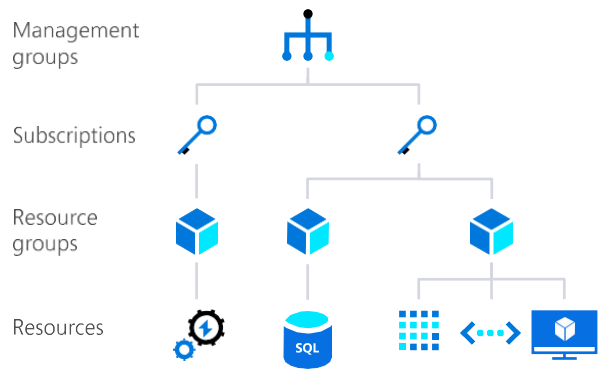 Management
groups
Subscriptions
Resource
groups
Resources
SQL